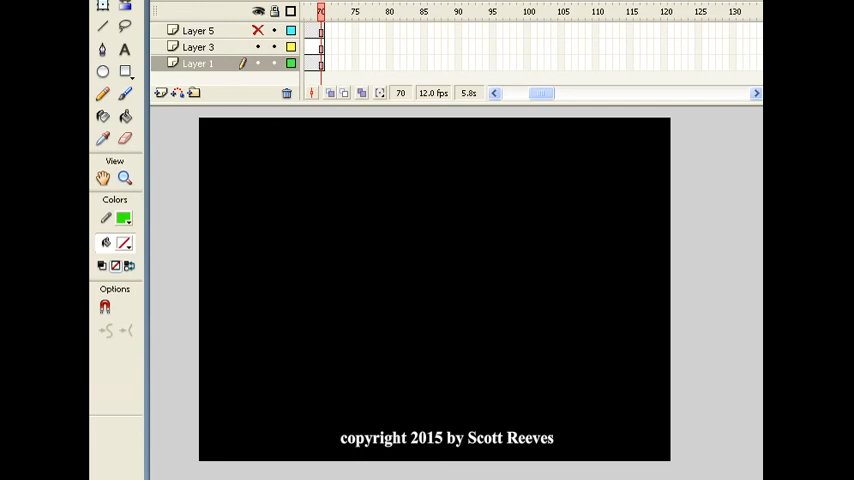 70 75 80 85 90 95 100 105 110 115 120 125 130
Layer 5
Layer 3
Layer 1
70 12.0 fps 5.8s
A
View
Colors
Options
copyright 2015 by Scott Reeves